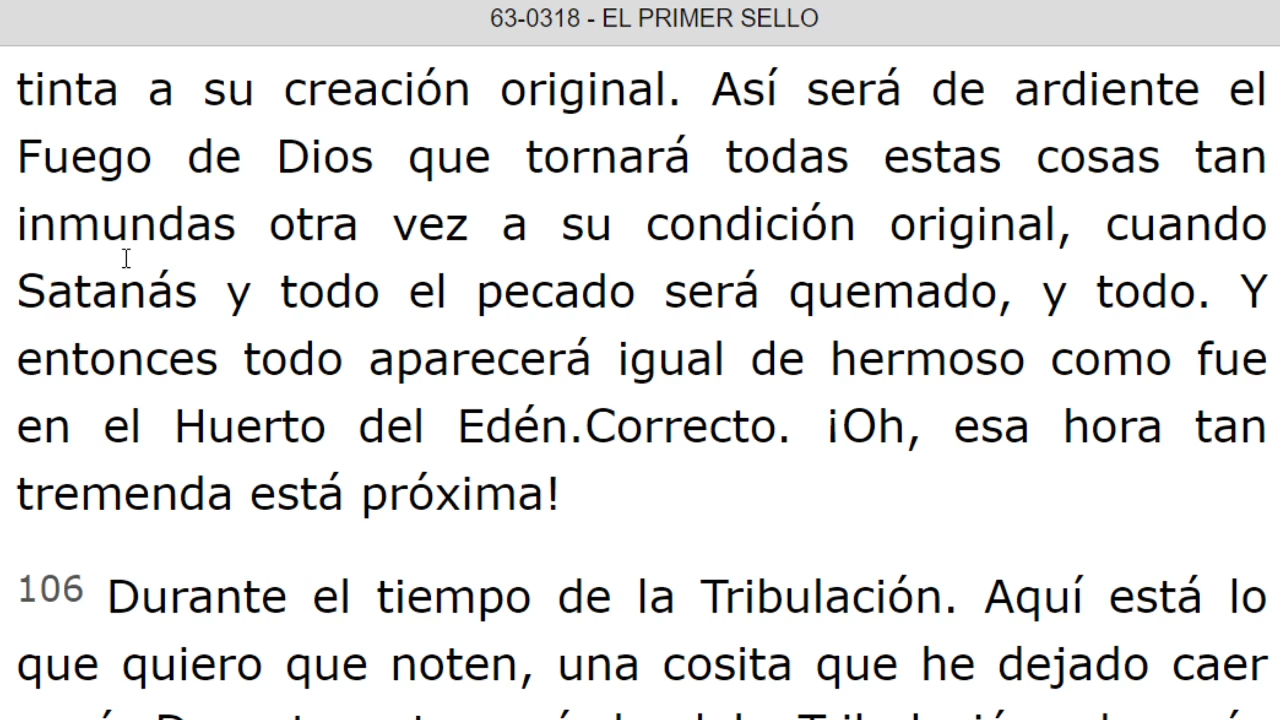 63-0318 - EL PRIMER SELLO
tinta a su creación original. Así será de ardiente el
Fuego de Dios que tornará todas estas cosas tan
inmundas otra vez a su condición original, cuando
Satanás y todo el pecado será quemado, y todo. Y
entonces todo aparecerá igual de hermoso como fue
en el Huerto del Edén.Correcto. ¡Oh, esa hora tan
tremenda está próxima!
106 Durante el tiempo de la Tribulación. Aquí está lo
que quiero que noten, una cosita que he dejado caer